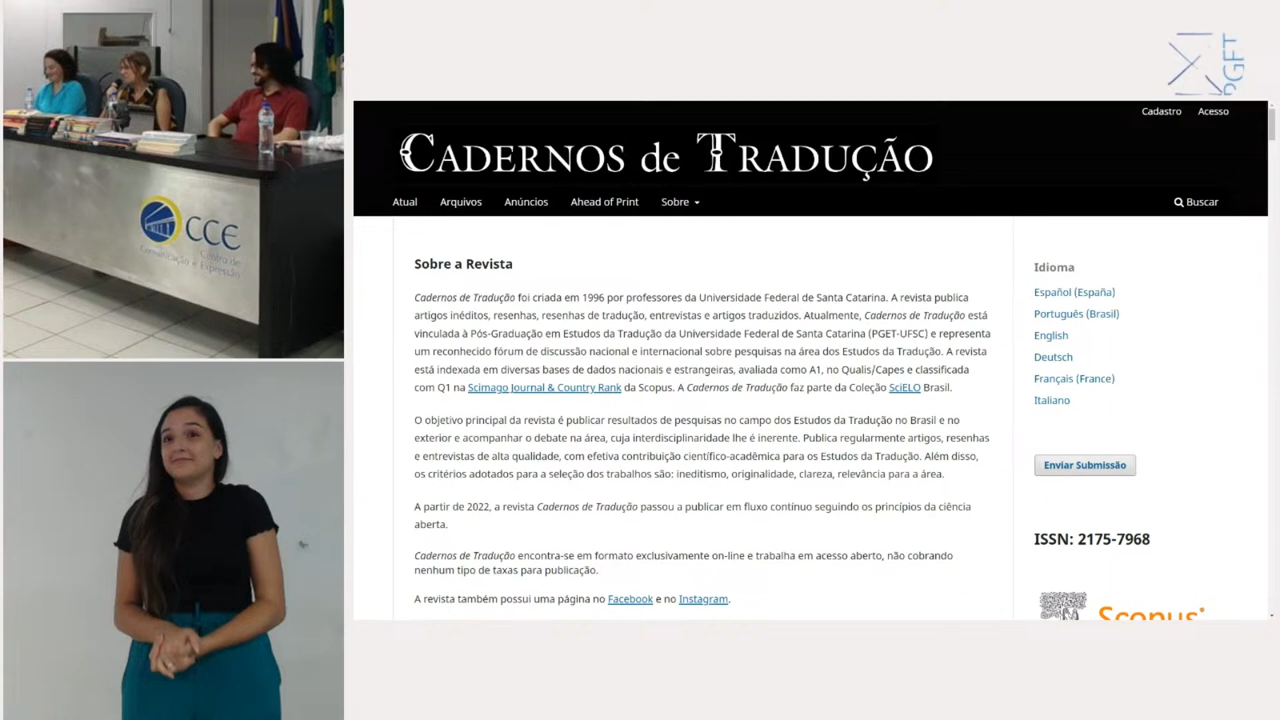 CCE
Centro de
Comunicação e Expressão
PGET
Cadastro Acesso
CADERNOS de TRADUÇÃO
Atual Arquivos Anúncios Ahead of Print Sobre Buscar
Sobre a Revista
Cadernos de Tradução foi criada em 1996 por professores da Universidade Federal de Santa Catarina. A revista publica
artigos inéditos, resenhas, resenhas de tradução, entrevistas e artigos traduzidos. Atualmente, Cadernos de Tradução está
vinculada à Pós-Graduação em Estudos da Tradução da Universidade Federal de Santa Catarina (PGET-UFSC) e representa
um reconhecido fórum de discussão nacional e internacional sobre pesquisas na área dos Estudos da Tradução. A revista
está indexada em diversas bases de dados nacionais e estrangeiras, avaliada como A1, no Qualis/Capes e classificada
com Q1 na Scimago Journal & Country Rank da Scopus. A Cadernos de Tradução faz parte da Coleção SciELO Brasil.
O objetivo principal da revista é publicar resultados de pesquisas no campo dos Estudos da Tradução no Brasil e no
exterior e acompanhar o debate na área, cuja interdisciplinaridade lhe é inerente. Publica regularmente artigos, resenhas
e entrevistas de alta qualidade, com efetiva contribuição científico-acadêmica para os Estudos da Tradução. Além disso,
os critérios adotados para a seleção dos trabalhos são: ineditismo, originalidade, clareza, relevância para a área.
A partir de 2022, a revista Cadernos de Tradução passou a publicar em fluxo contínuo seguindo os princípios da ciência
aberta.
Cadernos de Tradução encontra-se em formato exclusivamente on-line e trabalha em acesso aberto, não cobrando
nenhum tipo de taxas para publicação.
A revista também possui uma página no Facebook e no Instagram.
Idioma
Español (España)
Português (Brasil)
English
Deutsch
Français (France)
Italiano
Enviar Submissão
ISSN: 2175-7968
Scopus